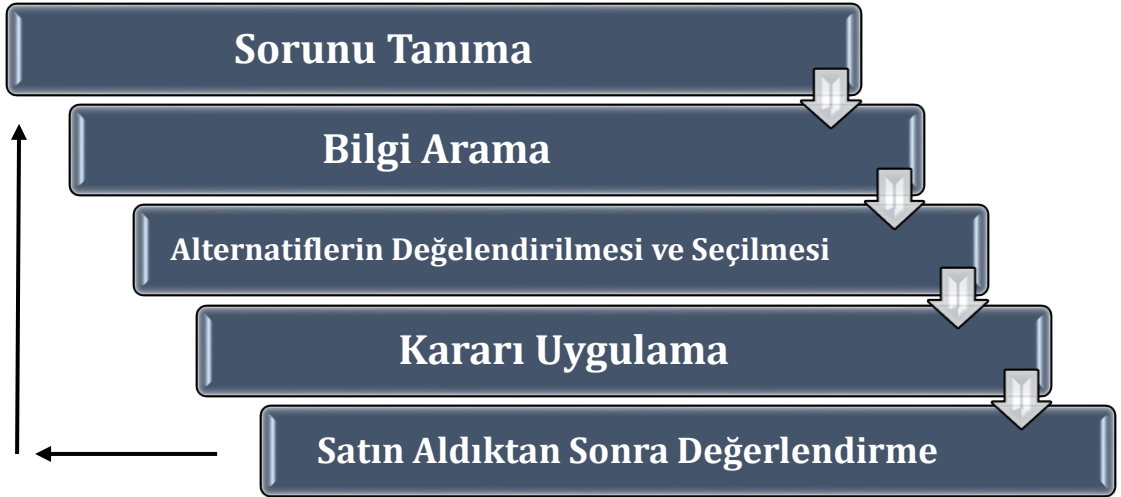 Sorunu Tanıma
Bilgi Arama
Alternatiflerin Değelendirilmesi ve Seçilmesi
Kararı Uygulama
Satın Aldıktan Sonra Değerlendirme